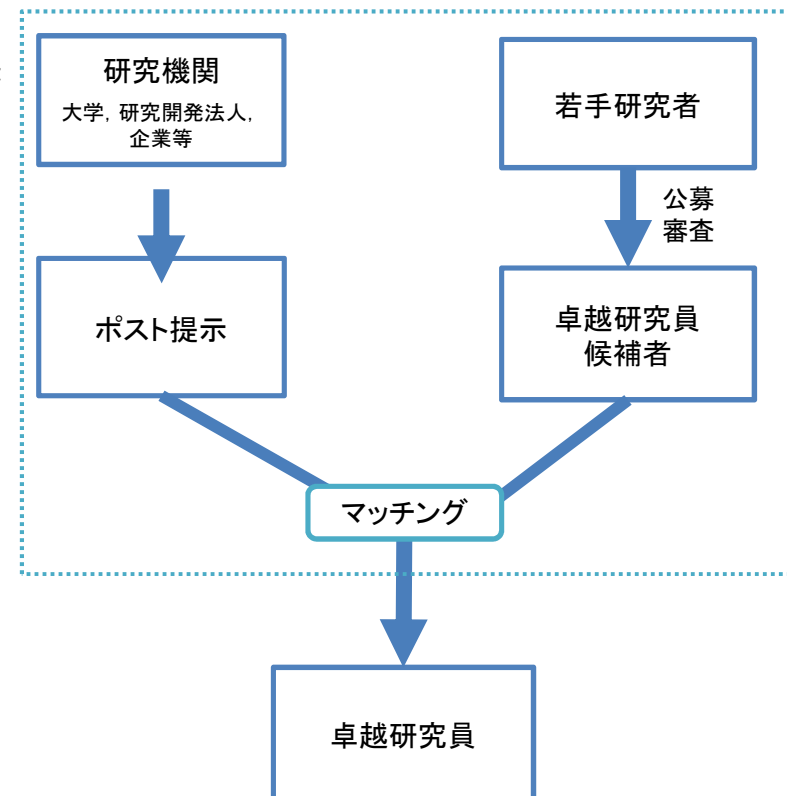 研究機関
大学，研究開発法人，
企業等
若手研究者
公募
審査
ポスト提示
卓越研究員
候補者
マッチング
卓越研究員